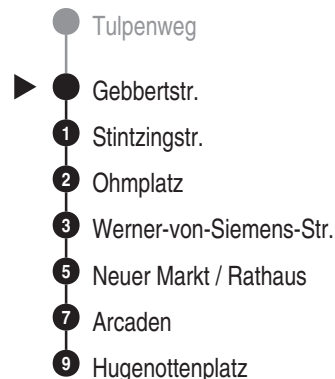 Tulpenweg
Gebbertstr.
1 Stintzingstr.
2 Ohmplatz
3 Werner-von-Siemens-Str.
5 Neuer Markt / Rathaus
7 Arcaden
9 Hugenottenplatz